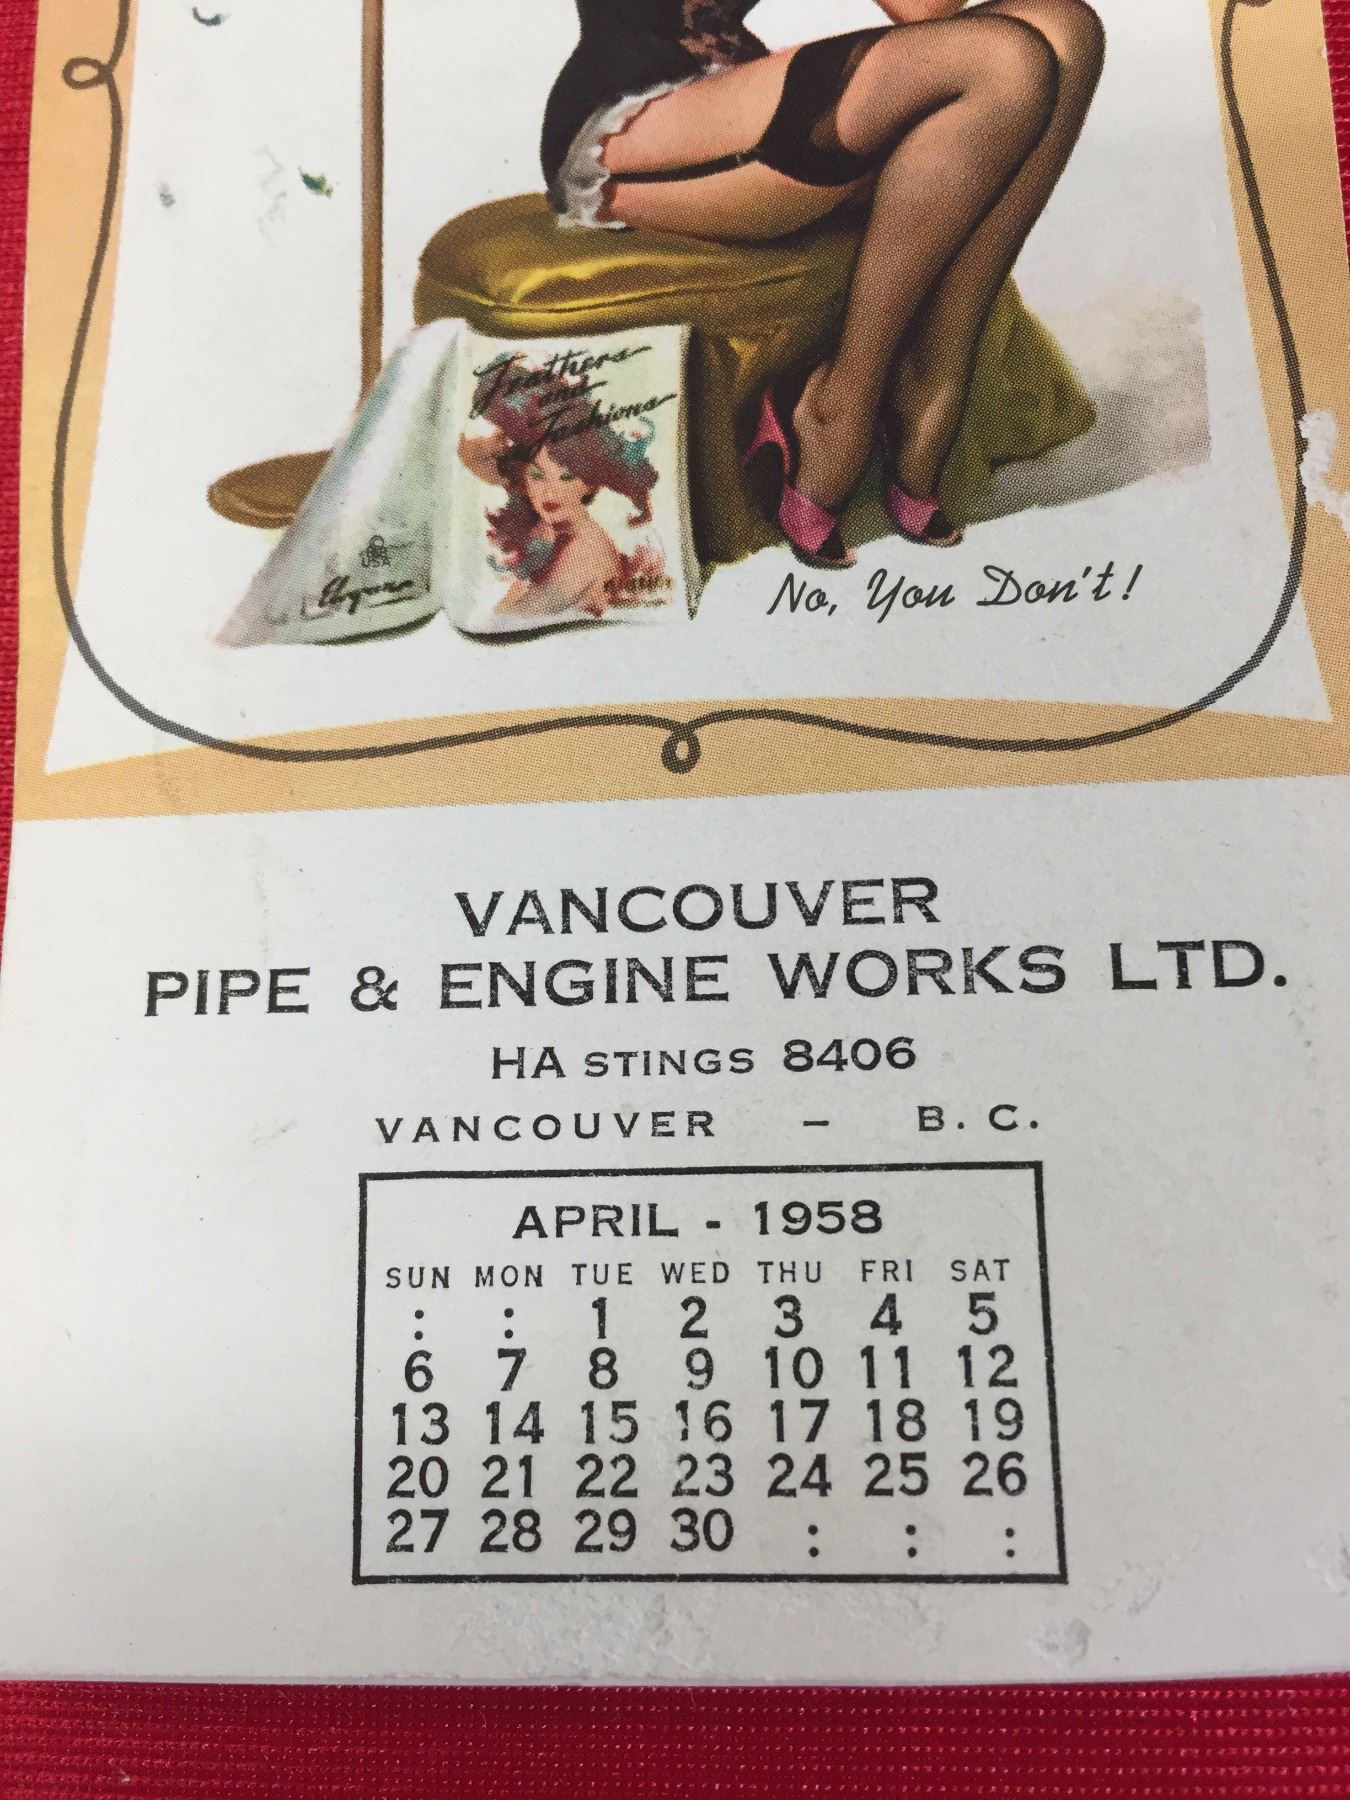 Feathers
and
Fashions
USA
No, You Don't!
VANCOUVER
PIPE & ENGINE WORKS LTD.
HA STINGS 8406
VANCOUVER – B. C.
APRIL - 1958
SUN MON TUE WED THU FRI SAT
: : 1 2 3 4 5
6 7 8 9 10 11 12
13 14 15 16 17 18 19
20 21 22 23 24 25 26
27 28 29 30 : : :